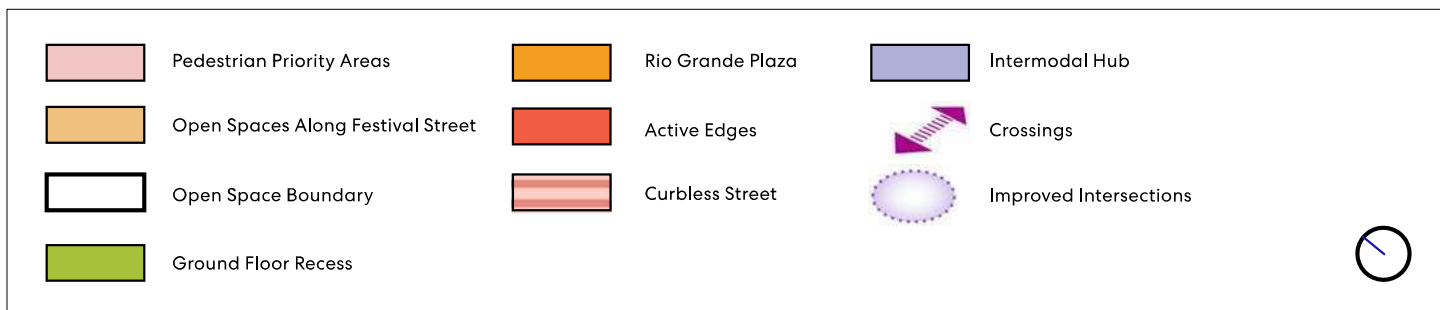 Pedestrian Priority Areas
Open Spaces Along Festival Street
Open Space Boundary
Ground Floor Recess
Rio Grande Plaza
Active Edges
Curbless Street
Intermodal Hub
Crossings
Improved Intersections